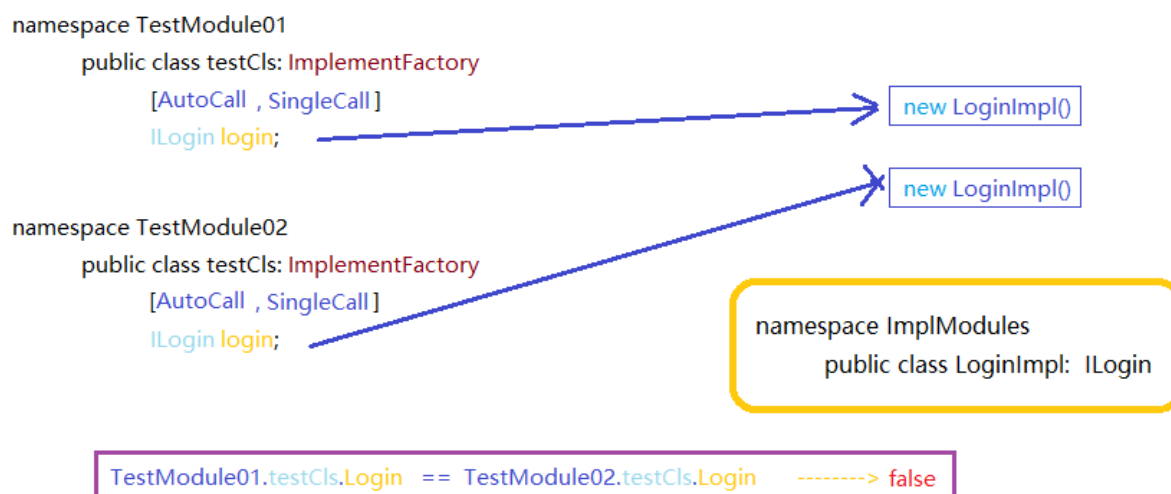 namespace TestModule01
public class testCls: ImplementFactory
[AutoCall , SingleCall]
ILogin login;
new LoginImpl()
new LoginImpl()
namespace TestModule02
public class testCls: ImplementFactory
[AutoCall , SingleCall]
ILogin login;
namespace ImplModules
public class LoginImpl: ILogin
TestModule01.testCls.Login == TestModule02.testCls.Login --------> false